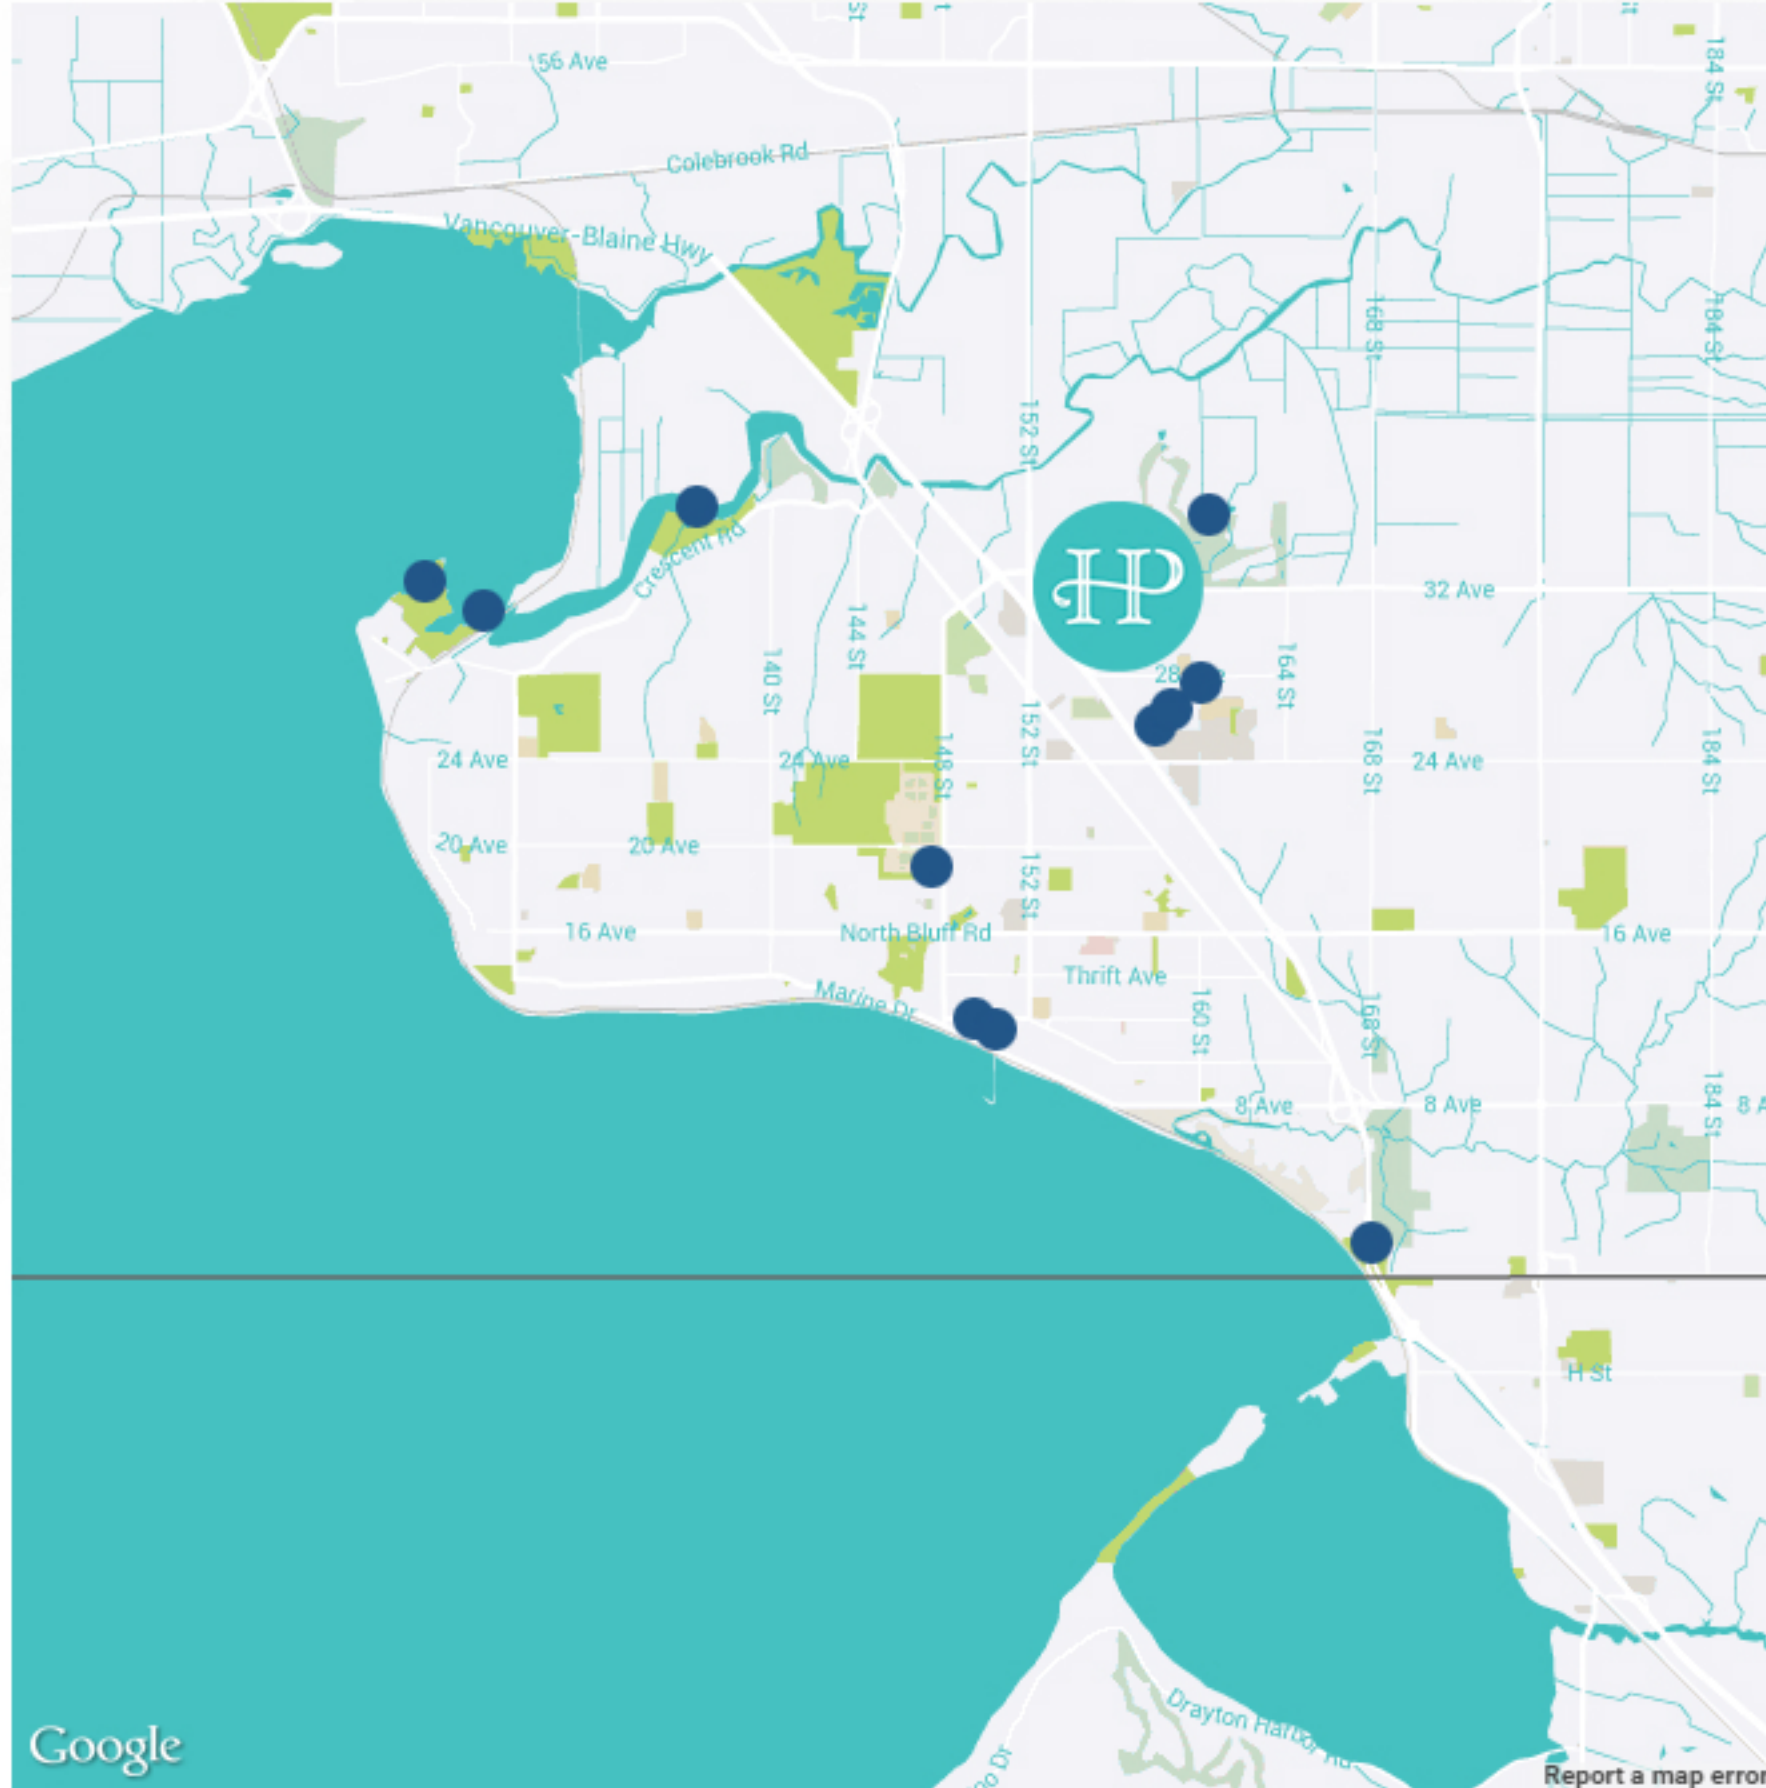 St
St
184 St
56 Ave
Colebrook Rd
Vancouver-Blaine Hwy
168 St
184 St
152 St
Crescent Rd
HP
32 Ave
144 St
140 St
164 St
28
152 St
148 St
168 St
184 St
24 Ave
24 Ave
24 Ave
20 Ave
20 Ave
152 St
16 Ave
North Bluff Rd
16 Ave
Thrift Ave
Marine Dr
160 St
168 St
184 St
8 Ave
8 Ave
8 A
H St
Drayton Harbor Rd
Dr
Google
Report a map error